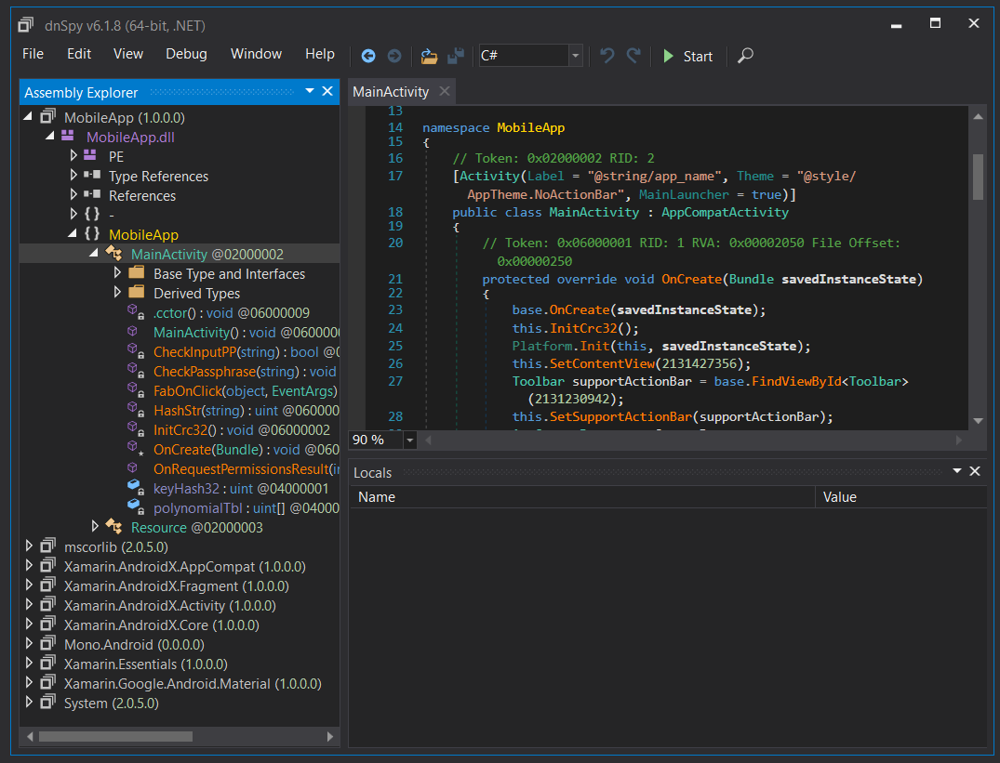 dnSpy v6.1.8 (64-bit, .NET)
File Edit View Debug Window Help C# Start
Assembly Explorer
MobileApp (1.0.0.0)
MobileApp.dll
PE
Type References
References
{ } -
{ } MobileApp
MainActivity @02000002
Base Type and Interfaces
Derived Types
.cctor() : void @06000009
MainActivity() : void @060000
CheckInputPP(string) : bool @0
CheckPassphrase(string) : void
FabOnClick(object, EventArgs)
HashStr(string) : uint @060000
InitCrc32() : void @06000002
OnCreate(Bundle) : void @060
OnRequestPermissionsResult(i
keyHash32 : uint @04000001
polynomialTbl : uint[] @04000
Resource @02000003
mscorlib (2.0.5.0)
Xamarin.AndroidX.AppCompat (1.0.0.0)
Xamarin.AndroidX.Fragment (1.0.0.0)
Xamarin.AndroidX.Activity (1.0.0.0)
Xamarin.AndroidX.Core (1.0.0.0)
Mono.Android (0.0.0.0)
Xamarin.Essentials (1.0.0.0)
Xamarin.Google.Android.Material (1.0.0.0)
System (2.0.5.0)
MainActivity
13
14 namespace MobileApp
15 {
16 // Token: 0x02000002 RID: 2
17 [Activity(Label = "@string/app_name", Theme = "@style/
AppTheme.NoActionBar", MainLauncher = true)]
18 public class MainActivity : AppCompatActivity
19 {
20 // Token: 0x06000001 RID: 1 RVA: 0x00002050 File Offset:
0x00000250
21 protected override void OnCreate(Bundle savedInstanceState)
22 {
23 base.OnCreate(savedInstanceState);
24 this.InitCrc32();
25 Platform.Init(this, savedInstanceState);
26 this.SetContentView(2131427356);
27 Toolbar supportActionBar = base.FindViewById<Toolbar>
(2131230942);
28 this.SetSupportActionBar(supportActionBar);
90 %
Locals
Name Value